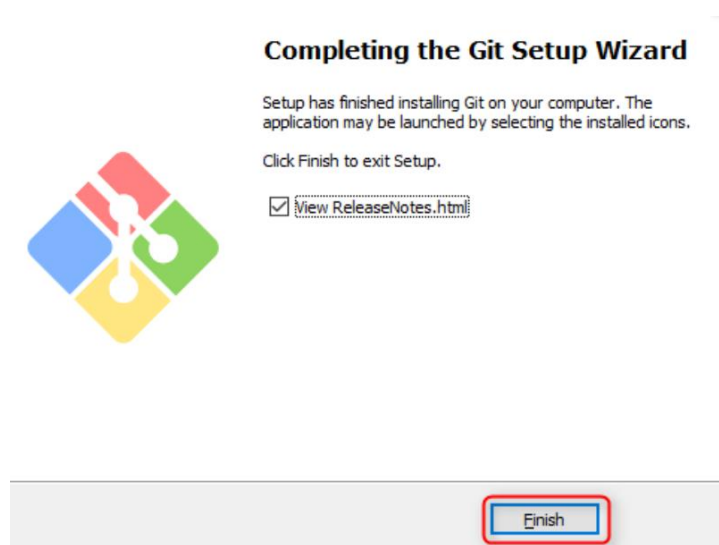 Completing the Git Setup Wizard
Setup has finished installing Git on your computer. The
application may be launched by selecting the installed icons.
Click Finish to exit Setup.
View ReleaseNotes.html
Finish